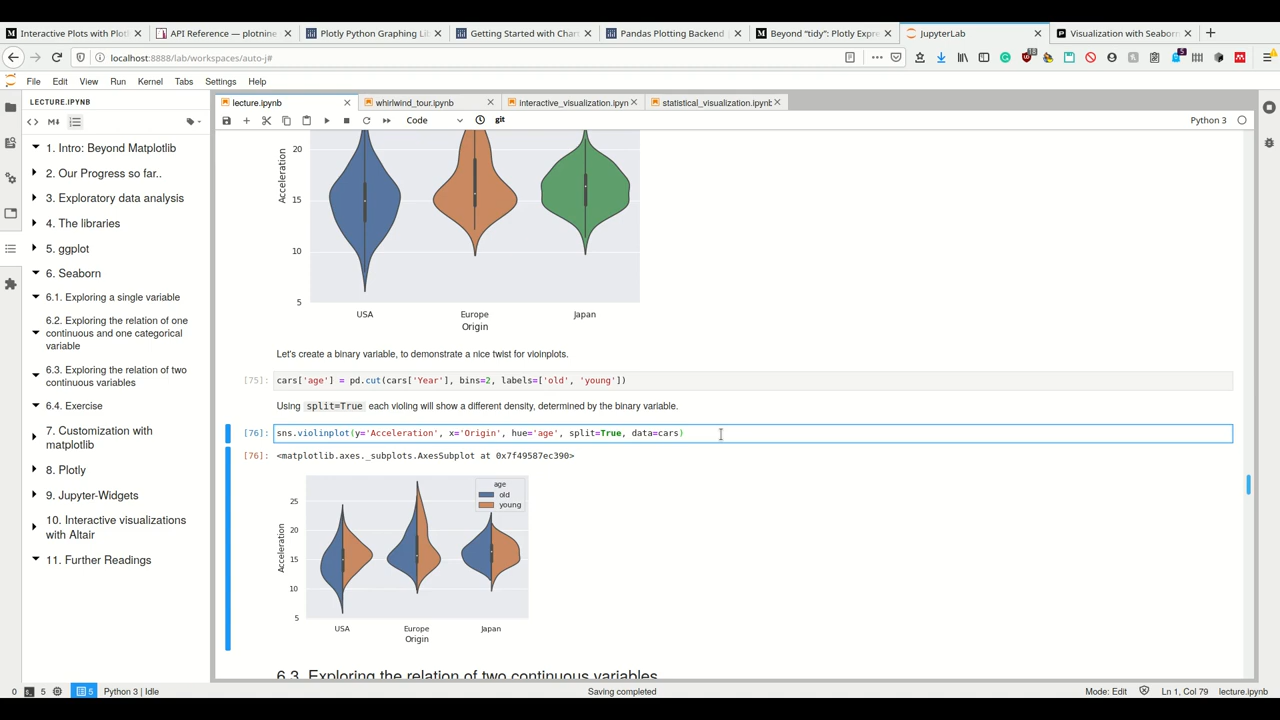 Interactive Plots with Plotl
API Reference — plotnine
Plotly Python Graphing Lib
Getting Started with Chart
Pandas Plotting Backend
Beyond "tidy": Plotly Expre
JupyterLab
Visualization with Seaborn
localhost:8888/lab/workspaces/auto-j#
File Edit View Run Kernel Tabs Settings Help
LECTURE.IPYNB
1. Intro: Beyond Matplotlib
2. Our Progress so far..
3. Exploratory data analysis
4. The libraries
5. ggplot
6. Seaborn
6.1. Exploring a single variable
6.2. Exploring the relation of one
continuous and one categorical
variable
6.3. Exploring the relation of two
continuous variables
6.4. Exercise
7. Customization with
matplotlib
8. Plotly
9. Jupyter-Widgets
10. Interactive visualizations
with Altair
11. Further Readings
lecture.ipynb
whirlwind_tour.ipynb
interactive_visualization.ipyn
statistical_visualization.ipynb
Code
git
Python 3
20
15
10
5
Acceleration
USA Europe Japan
Origin
Let's create a binary variable, to demonstrate a nice twist for vioinplots.
[75]: cars['age'] = pd.cut(cars['Year'], bins=2, labels=['old', 'young'])
Using split=True each violing will show a different density, determined by the binary variable.
[76]: sns.violinplot(y='Acceleration', x='Origin', hue='age', split=True, data=cars)
[76]: <matplotlib.axes._subplots.AxesSubplot at 0x7f49587ec390>
age
old
young
25
20
15
10
5
Acceleration
USA Europe Japan
Origin
6.3. Exploring the relation of two continuous variables
0 5 5 Python 3 | Idle
Saving completed
Mode: Edit
Ln 1, Col 79
lecture.ipynb